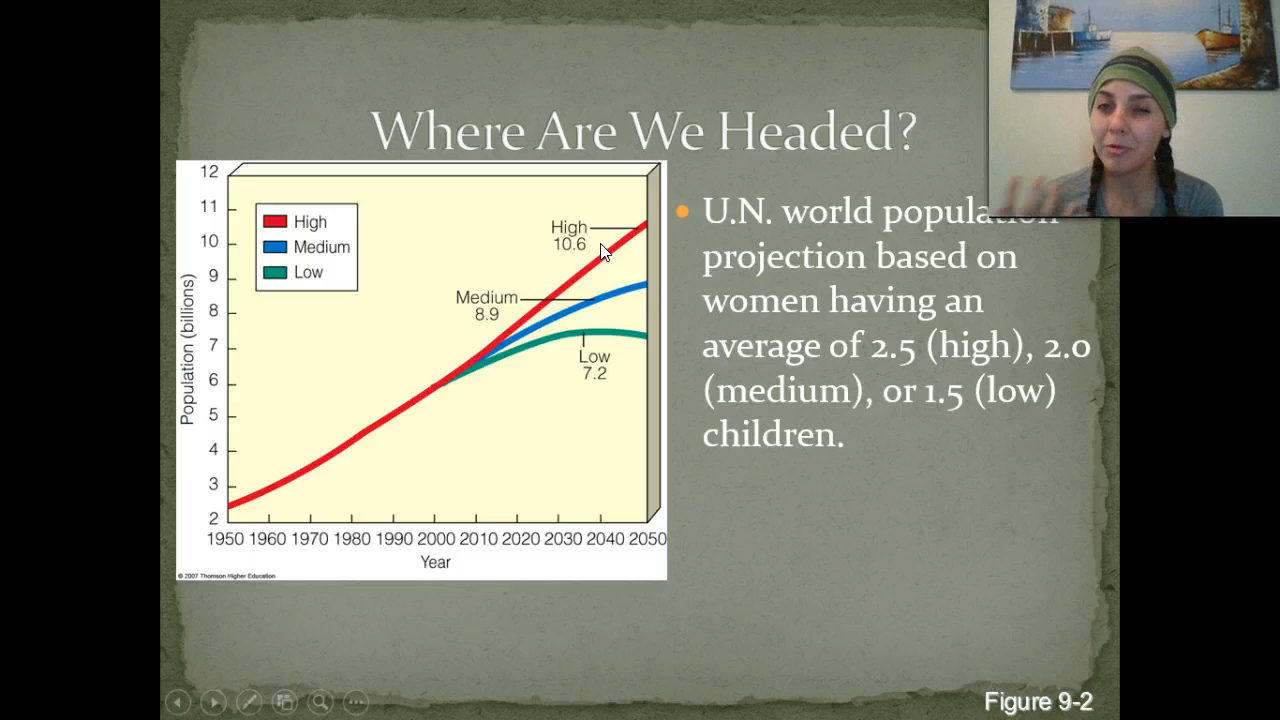 Where Are We Headed?
12
11
10
9
8
7
6
5
4
3
2
Population (billions)
High
Medium
Low
High
10.6
Medium
8.9
Low
7.2
1950 1960 1970 1980 1990 2000 2010 2020 2030 2040 2050
Year
© 2007 Thomson Higher Education
U.N. world population
projection based on
women having an
average of 2.5 (high), 2.0
(medium), or 1.5 (low)
children.
Figure 9-2